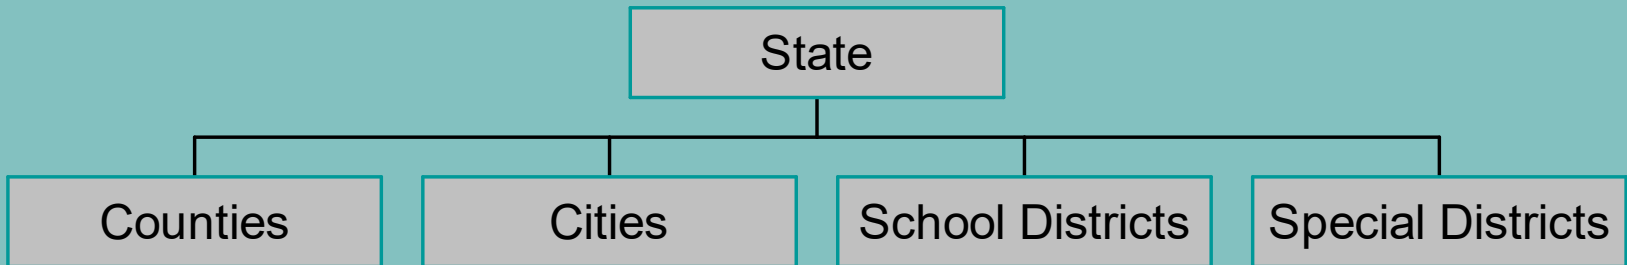 State
Counties
Cities
School Districts
Special Districts